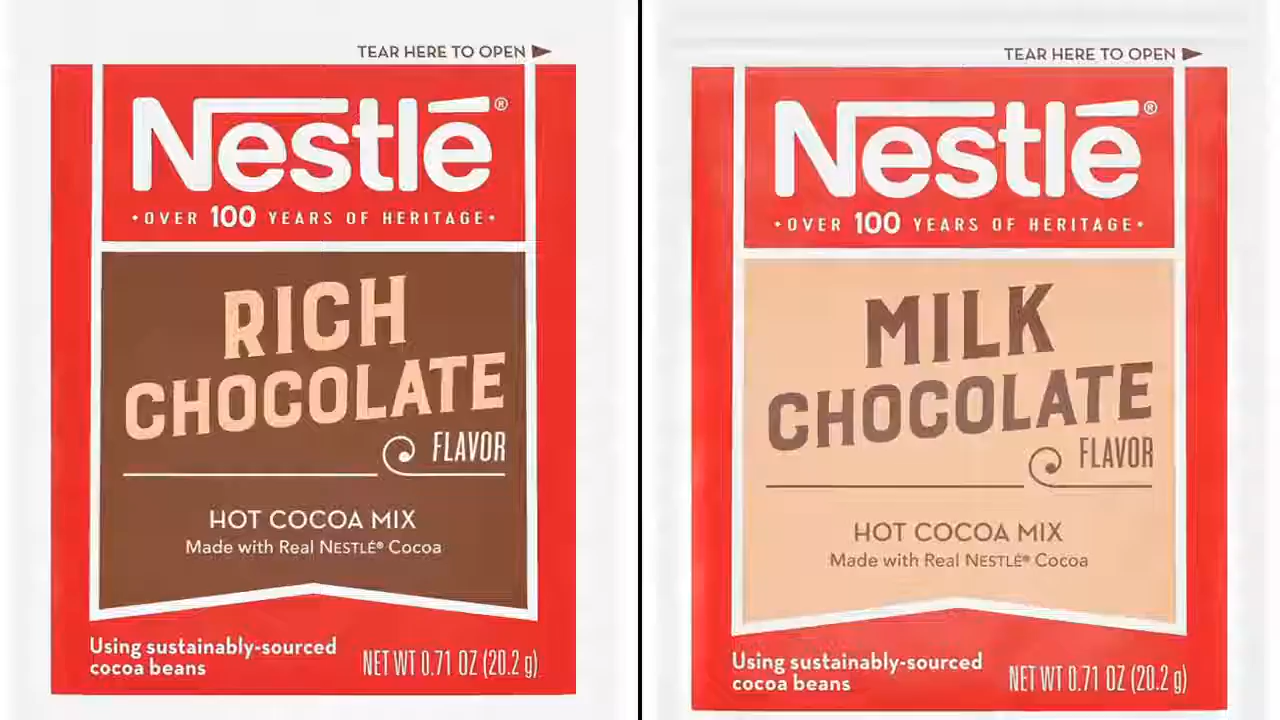 TEAR HERE TO OPEN
Nestlé®
•OVER 100 YEARS OF HERITAGE•
RICH
CHOCOLATE
FLAVOR
HOT COCOA MIX
Made with Real NESTLÉ® Cocoa
Using sustainably-sourced
cocoa beans
NET WT 0.71 OZ (20.2 g)
TEAR HERE TO OPEN
Nestlé®
•OVER 100 YEARS OF HERITAGE•
MILK
CHOCOLATE
FLAVOR
HOT COCOA MIX
Made with Real NESTLÉ® Cocoa
Using sustainably-sourced
cocoa beans
NET WT 0.71 OZ (20.2 g)